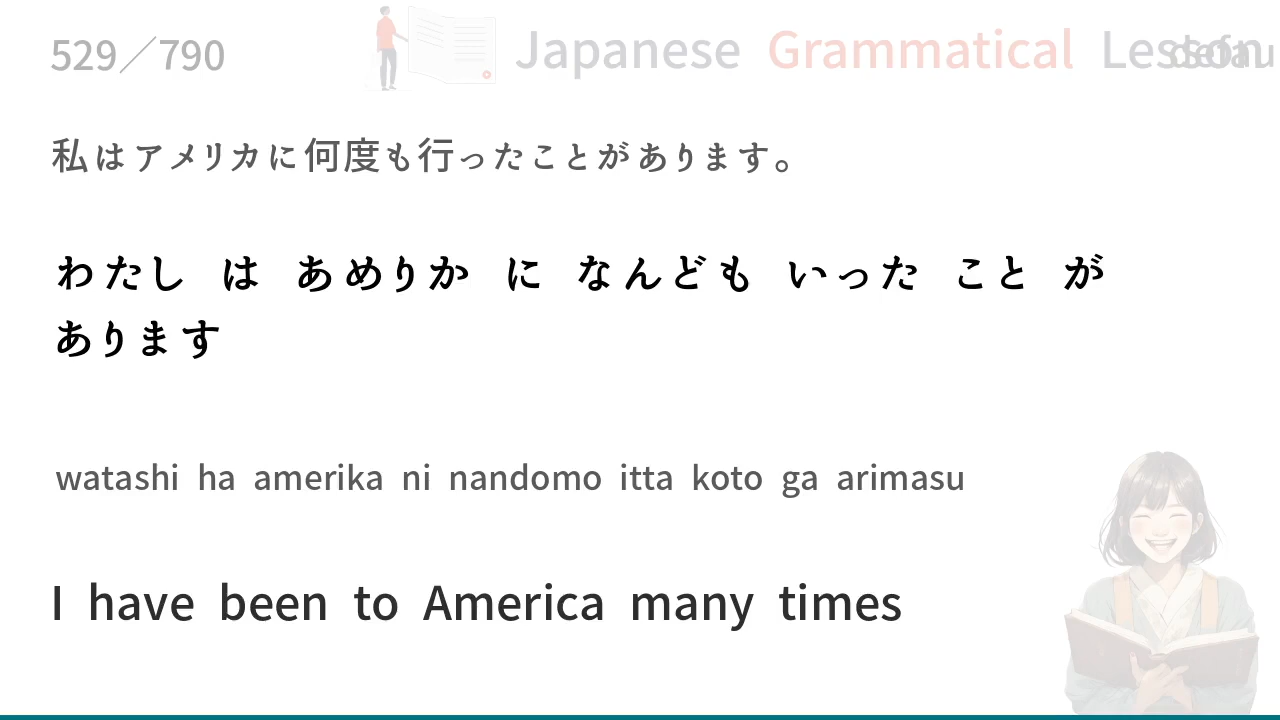 529／790
Japanese Grammatical Lesson
defau
私はアメリカに何度も行ったことがあります。
わたし は あめりか に なんども いった こと が
あります
watashi ha amerika ni nandomo itta koto ga arimasu
I have been to America many times